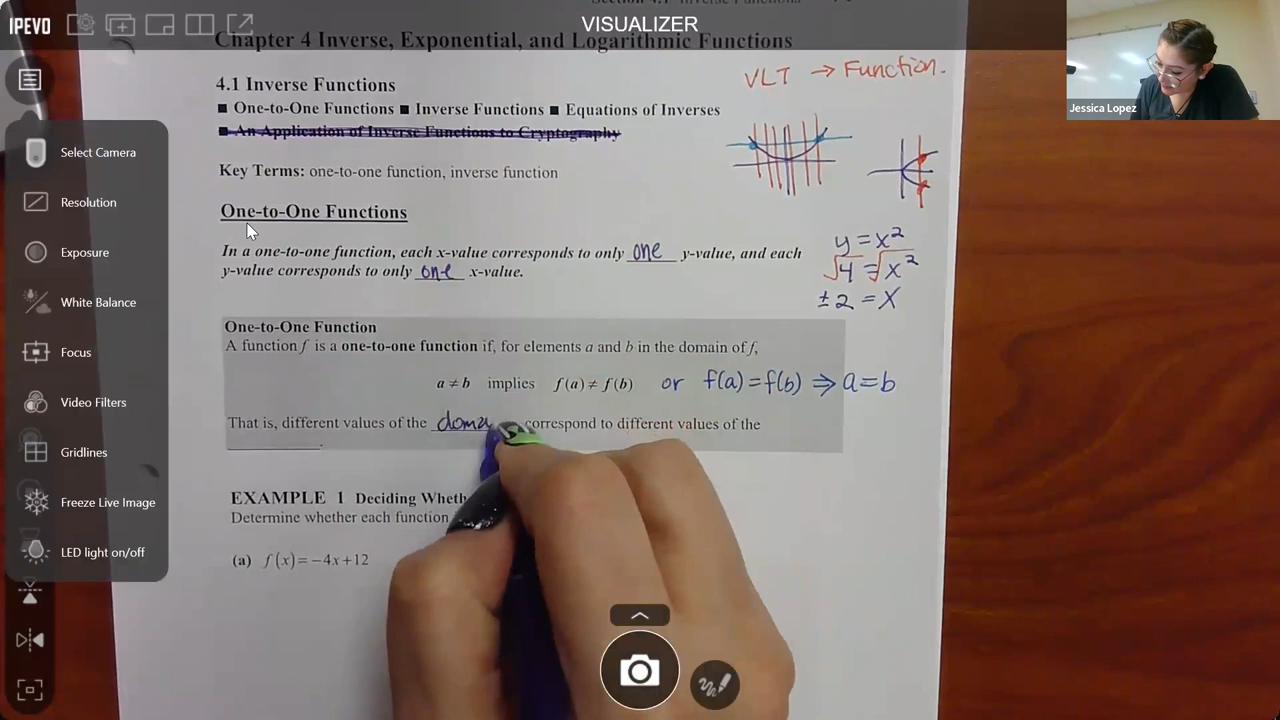 IPEVO
VISUALIZER
Chapter 4 Inverse, Exponential, and Logarithmic Functions
4.1 Inverse Functions
■ One-to-One Functions ■ Inverse Functions ■ Equations of Inverses
■ An Application of Inverse Functions to Cryptography
VLT → Function.
Key Terms: one-to-one function, inverse function
One-to-One Functions
In a one-to-one function, each x-value corresponds to only one y-value, and each
y-value corresponds to only one x-value.
y = x²
√4 = √x²
±2 = x
One-to-One Function
A function f is a one-to-one function if, for elements a and b in the domain of f,
a ≠ b implies f(a) ≠ f(b) or f(a) = f(b) ⇒ a = b
That is, different values of the doma correspond to different values of the
EXAMPLE 1 Deciding Wheth
Determine whether each function
(a) f(x) = −4x + 12
Select Camera
Resolution
Exposure
White Balance
Focus
Video Filters
Gridlines
Freeze Live Image
LED light on/off
Jessica Lopez